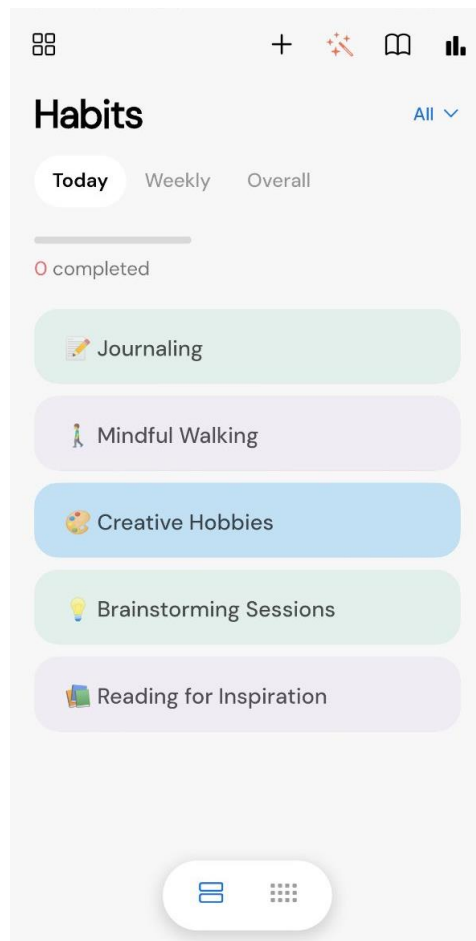 Habits
All
Today Weekly Overall
0 completed
Journaling
Mindful Walking
Creative Hobbies
Brainstorming Sessions
Reading for Inspiration